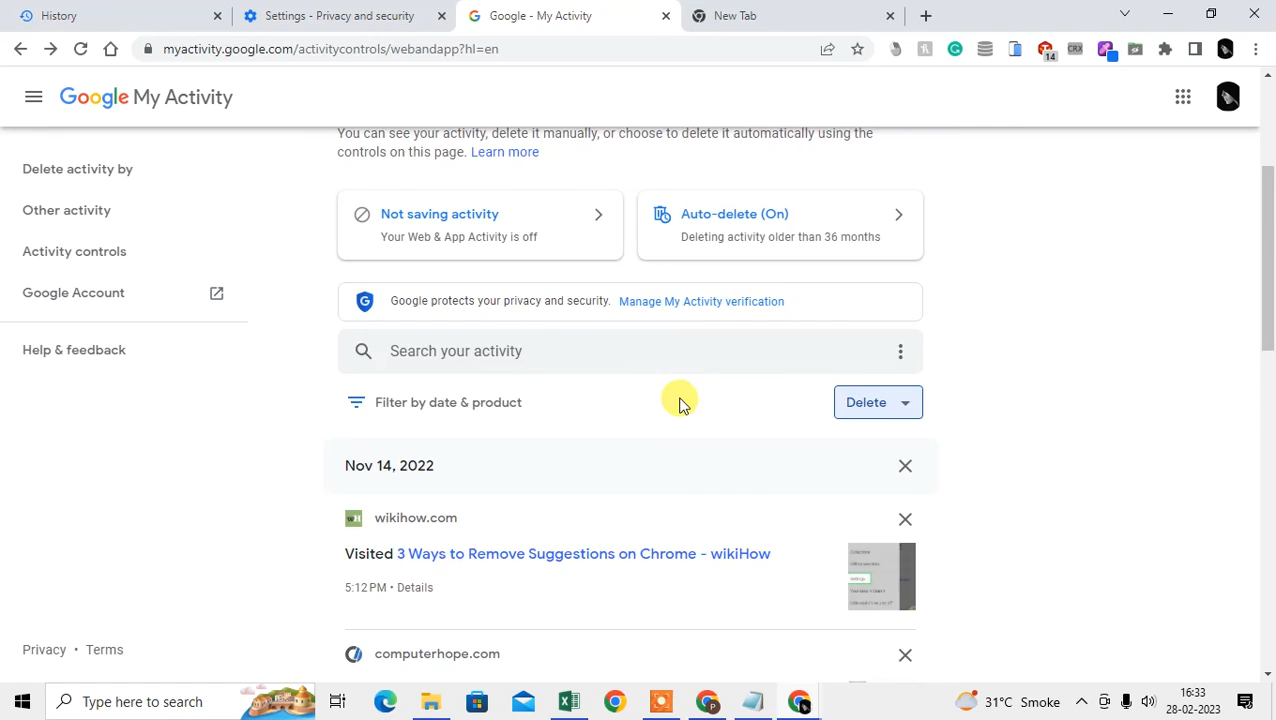 History
Settings - Privacy and security
Google - My Activity
New Tab
myactivity.google.com/activitycontrols/webandapp?hl=en
14
CRX
Google My Activity
You can see your activity, delete it manually, or choose to delete it automatically using the
controls on this page. Learn more
Delete activity by
Other activity
Activity controls
Google Account
Help & feedback
Not saving activity
Your Web & App Activity is off
Auto-delete (On)
Deleting activity older than 36 months
Google protects your privacy and security. Manage My Activity verification
Search your activity
Filter by date & product
Delete
Nov 14, 2022
wikihow.com
Visited 3 Ways to Remove Suggestions on Chrome - wikiHow
5:12 PM • Details
computerhope.com
Privacy • Terms
Type here to search
31°C Smoke
16:33
28-02-2023